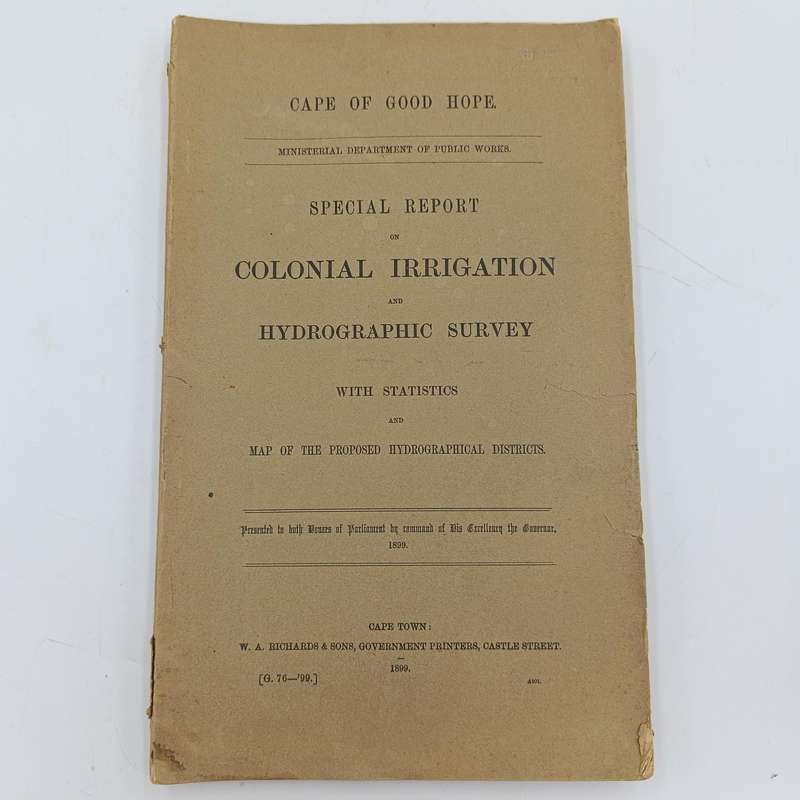 CAPE OF GOOD HOPE.
MINISTERIAL DEPARTMENT OF PUBLIC WORKS.
SPECIAL REPORT
ON
COLONIAL IRRIGATION
AND
HYDROGRAPHIC SURVEY
WITH STATISTICS
AND
MAP OF THE PROPOSED HYDROGRAPHICAL DISTRICTS.
Presented to both Houses of Parliament by command of His Excellency the Governor,
1899.
CAPE TOWN:
W. A. RICHARDS & SONS, GOVERNMENT PRINTERS, CASTLE STREET.
1899.
[G. 76—'99.]